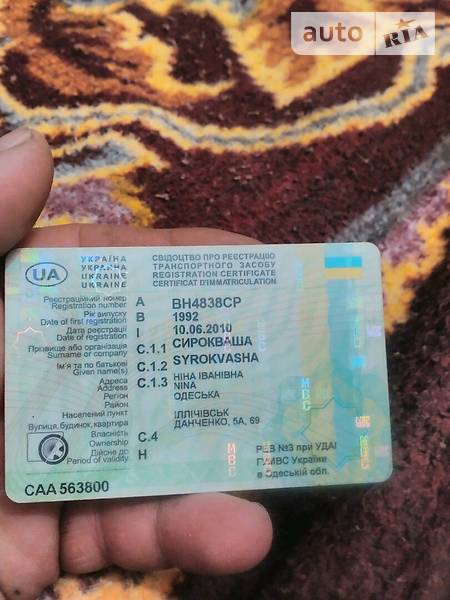 auto RIA
УКРАЇНА
УКРАИНА
UKRAINE
UKRAINE
UA
СВІДОЦТВО ПРО РЕЄСТРАЦІЮ
ТРАНСПОРТНОГО ЗАСОБУ
REGISTRATION CERTIFICATE
CERTIFICAT D'IMMATRICULATION
Реєстраційний номер
Registration number
A
BH4838CP
Рік випуску
Date of first registration
B
1992
Дата реєстрації
Date of registration
I
10.06.2010
Прізвище або організація
Surname or company
C.1.1
СИРОКВАША
SYROKVASHA
Ім'я та по батькові
Given name(s)
C.1.2
НІНА ІВАНІВНА
NINA
Адреса
Address
C.1.3
Регіон
ОДЕСЬКА
Район
Населений пункт
ІЛЛІЧІВСЬК
Вулиця, будинок, квартира
ДАНЧЕНКО, 5А, 69
Власність
Ownership
C.4
Дійсне до
Period of validity
H
РЕВ №3 при УДАІ
ГУМВС України
в Одеській обл.
МВС
МВС
МВС
САА 563800